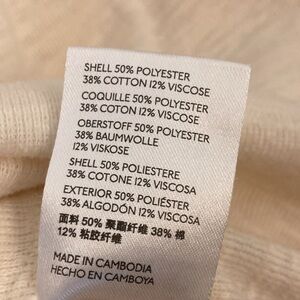 SHELL 50% POLYESTER
38% COTTON 12% VISCOSE
COQUILLE 50% POLYESTER
38% COTON 12% VISCOSE
OBERSTOFF 50% POLYESTER
38% BAUMWOLLE
12% VISKOSE
SHELL 50% POLIESTERE
38% COTONE 12% VISCOSA
EXTERIOR 50% POLIÉSTER
38% ALGODÓN 12% VISCOSA
面料 50% 聚酯纤维 38% 棉
12% 粘胶纤维
MADE IN CAMBODIA
HECHO EN CAMBOYA